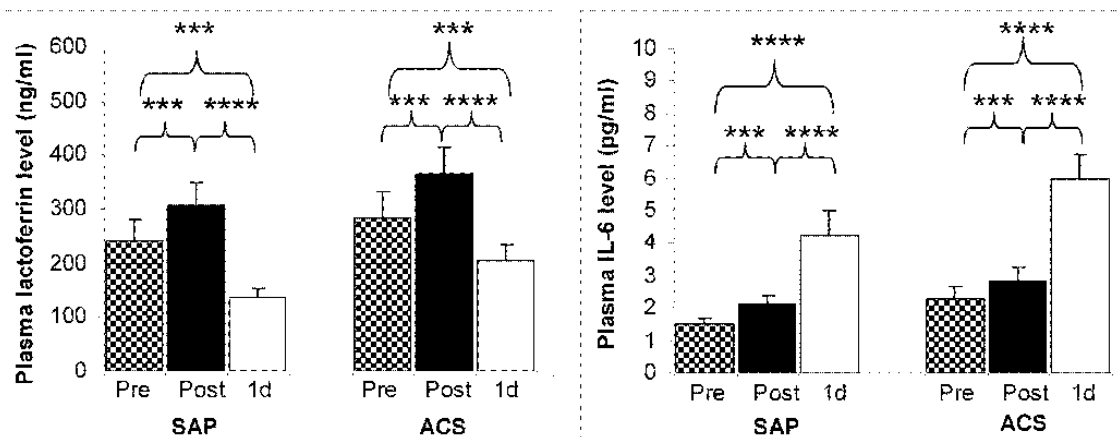 Plasma lactoferrin level (ng/ml)
600
500
400
300
200
100
0
***
*** ****
***
*** ****
Pre Post 1d
SAP
Pre Post 1d
ACS
Plasma IL-6 level (pg/ml)
10
9
8
7
6
5
4
3
2
1
0
****
*** ****
****
*** ****
Pre Post 1d
SAP
Pre Post 1d
ACS